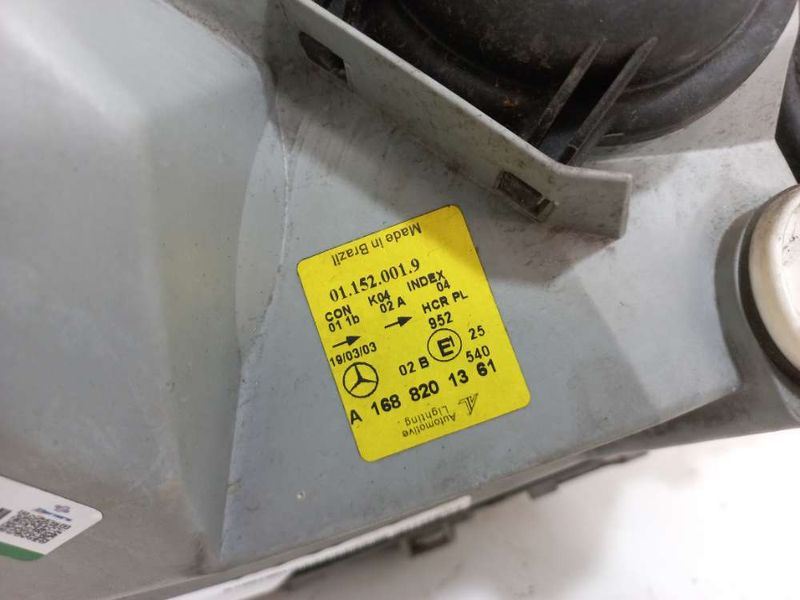 Made in Brazil
01.152.001.9
CON K04 INDEX
01 1b 02 A 04
HCR PL
19/03/03 952
02 B E1 25
540
A 168 820 13 61
AL Automotive
Lighting